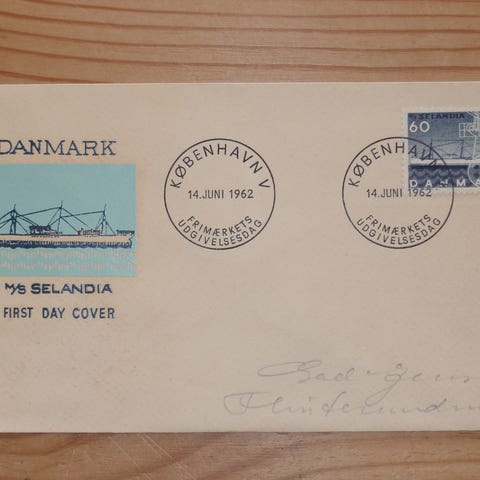 DANMARK
M/S SELANDIA
FIRST DAY COVER
KØBENHAVN V
14.JUNI 1962
FRIMÆRKETS
UDGIVELSESDAG
KØBENHAVN
14.JUNI 1962
FRIMÆRKETS
UDGIVELSESDAG
M/S SELANDIA
60
DANMA